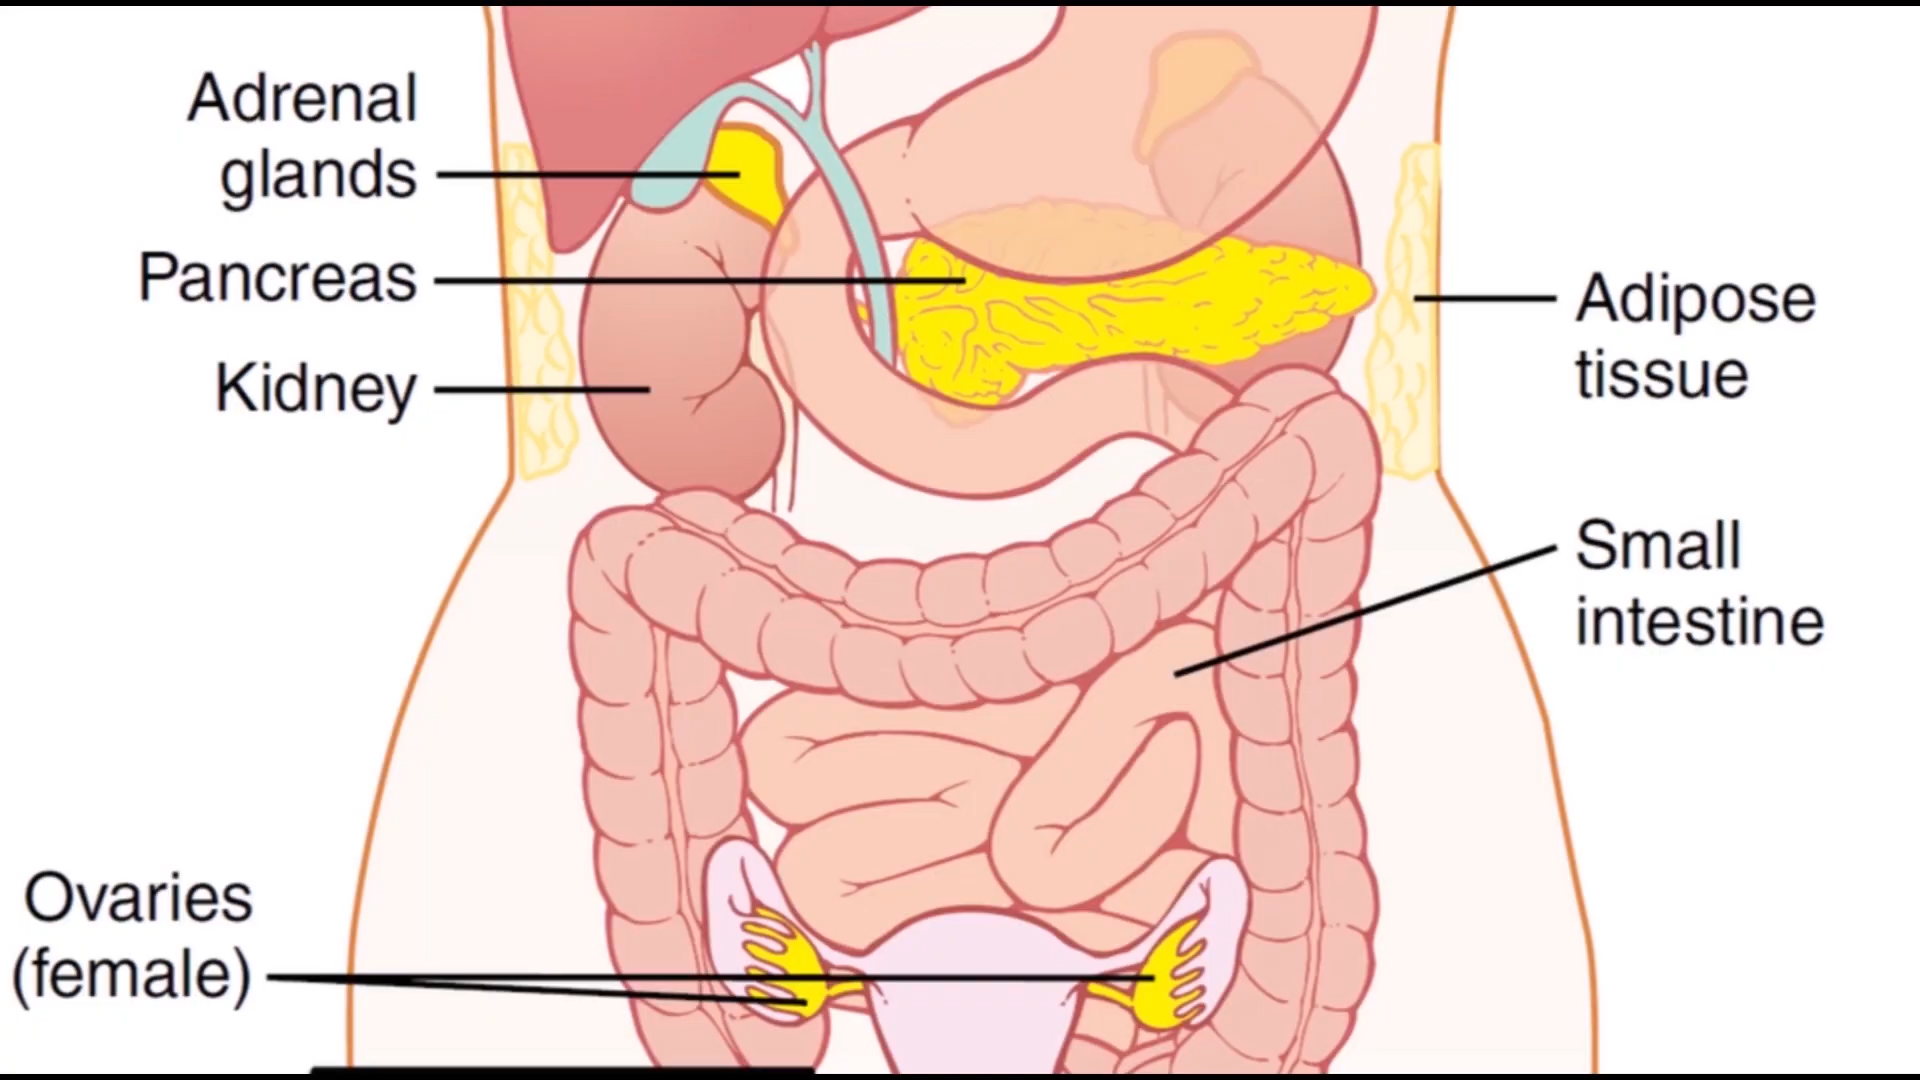 Adrenal
glands
Pancreas
Kidney
Adipose
tissue
Small
intestine
Ovaries
(female)